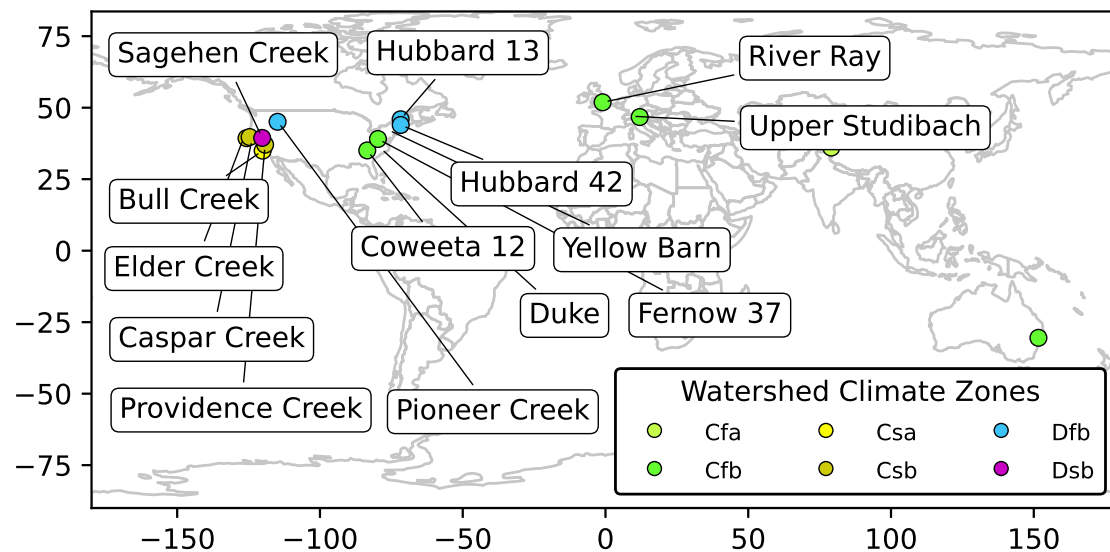 75
50
25
0
−25
−50
−75
Sagehen Creek
Hubbard 13
River Ray
Upper Studibach
Bull Creek
Hubbard 42
Elder Creek
Coweeta 12
Yellow Barn
Caspar Creek
Duke
Fernow 37
Providence Creek
Pioneer Creek
Watershed Climate Zones
Cfa
Csa
Dfb
Cfb
Csb
Dsb
−150
−100
−50
0
50
100
150